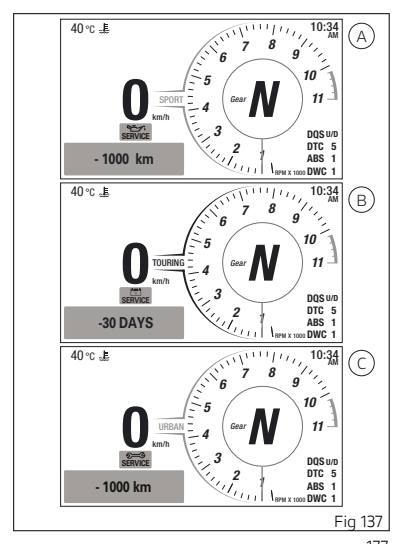 40 °C
10:34 AM
A
0 km/h
SPORT
SERVICE
- 1000 km
1 2 3 4 5 6 7 8 9 10 11
Gear N
RPM X 1000
DQS U/D
DTC 5
ABS 1
DWC 1
40 °C
10:34 AM
B
0 km/h
TOURING
SERVICE
-30 DAYS
1 2 3 4 5 6 7 8 9 10 11
Gear N
RPM X 1000
DQS U/D
DTC 5
ABS 1
DWC 1
40 °C
10:34 AM
C
0 km/h
URBAN
SERVICE
- 1000 km
1 2 3 4 5 6 7 8 9 10 11
Gear N
RPM X 1000
DQS U/D
DTC 5
ABS 1
DWC 1
Fig 137